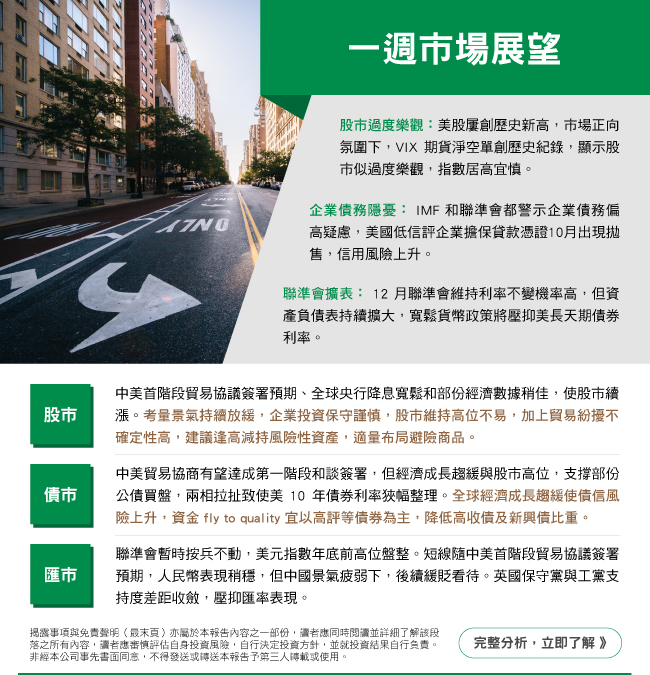 一週市場展望
股市過度樂觀：美股屢創歷史新高，市場正向
氛圍下，VIX 期貨淨空單創歷史紀錄，顯示股
市似過度樂觀，指數居高宜慎。
企業債務隱憂： IMF 和聯準會都警示企業債務偏
高疑慮，美國低信評企業擔保貸款憑證10月出現拋
售，信用風險上升。
聯準會擴表： 12 月聯準會維持利率不變機率高，但資
產負債表持續擴大，寬鬆貨幣政策將壓抑美長天期債券
利率。
ONLY
股市
中美首階段貿易協議簽署預期、全球央行降息寬鬆和部份經濟數據稍佳，使股市續
漲。考量景氣持續放緩，企業投資保守謹慎，股市維持高位不易，加上貿易紛擾不
確定性高，建議逢高減持風險性資產，適量布局避險商品。
債市
中美貿易協商有望達成第一階段和談簽署，但經濟成長趨緩與股市高位，支撐部份
公債買盤，兩相拉扯致使美 10 年債券利率狹幅整理。全球經濟成長趨緩使債信風
險上升，資金 fly to quality 宜以高評等債券為主，降低高收債及新興債比重。
匯市
聯準會暫時按兵不動，美元指數年底前高位盤整。短線隨中美首階段貿易協議簽署
預期，人民幣表現稍穩，但中國景氣疲弱下，後續緩貶看待。英國保守黨與工黨支
持度差距收斂，壓抑匯率表現。
揭露事項與免責聲明（最末頁）亦屬於本報告內容之一部份，讀者應同時閱讀並詳細了解該段
落之所有內容，讀者應審慎評估自身投資風險，自行決定投資方針，並就投資結果自行負責。
非經本公司事先書面同意，不得發送或轉送本報告予第三人轉載或使用。
完整分析，立即了解 》